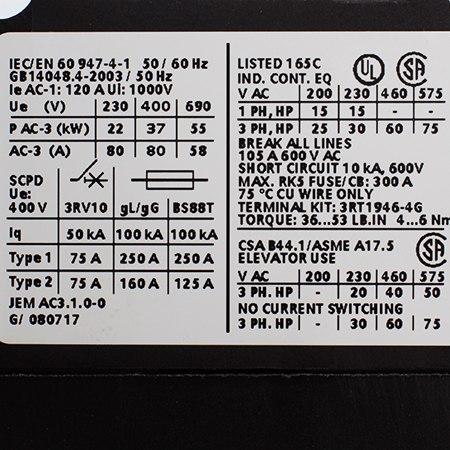 IEC/EN 60 947-4-1 50/60 Hz
GB14048.4-2003/50 Hz
Ie AC-1: 120 A Ui: 1000V
Ue (V) 230 400 690
P AC-3 (kW) 22 37 55
AC-3 (A) 80 80 58
SCPD
Ue:
400 V 3RV10 gL/gG BS88T
Iq 50 kA 100 kA 100 kA
Type 1 75 A 250 A 250 A
Type 2 75 A 160 A 125 A
JEM AC3.1.0-0
G/ 080717
LISTED 165C UL SA
IND. CONT. EQ
V AC 200 230 460 575
1 PH, HP 15 15 - -
3 PH, HP 25 30 60 75
BREAK ALL LINES
105 A 600 V AC
SHORT CIRCUIT 10 kA, 600V
MAX. RK5 FUSE/CB: 300 A
75 °C CU WIRE ONLY
TERMINAL KIT: 3RT1946-4G
TORQUE: 36...53 LB.IN 4...6 Nm
CSA B44.1/ASME A17.5 SA
ELEVATOR USE
V AC 200 230 460 575
3 PH. HP - 20 40 50
NO CURRENT SWITCHING
3 PH. HP - 30 60 75